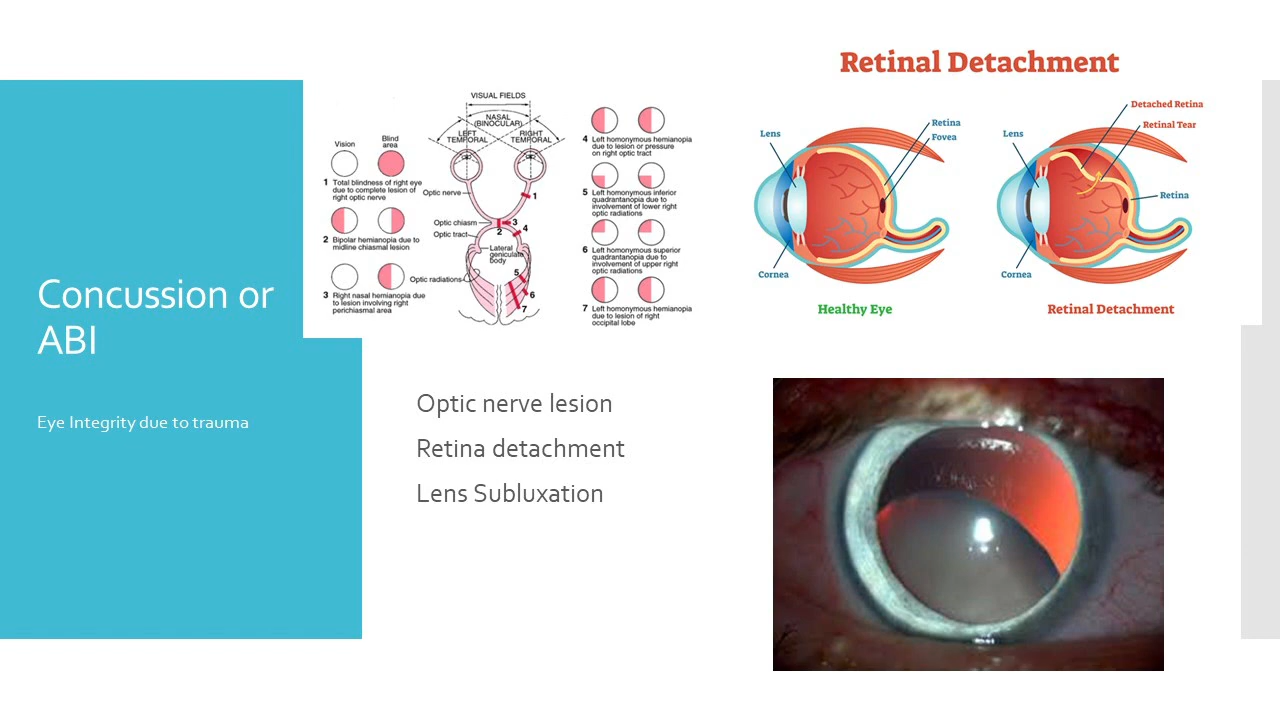 Concussion or
ABI
Eye Integrity due to trauma
VISUAL FIELDS
NASAL
(BINOCULAR)
LEFT
TEMPORAL
RIGHT
TEMPORAL
Optic nerve
Optic chiasm
Optic tract
Lateral
geniculate
body
Optic radiations
1
3
2
4
5
6
7
Vision
Blind
area
1 Total blindness of right eye
due to complete lesion of
right optic nerve
2 Bipolar hemianopia due to
midline chiasmal lesion
3 Right nasal hemianopia due
to lesion involving right
perichiasmal area
4 Left homonymous hemianopia
due to lesion or pressure
on right optic tract
5 Left homonymous inferior
quadrantanopia due to
involvement of lower right
optic radiations
6 Left homonymous superior
quadrantanopia due to
involvement of upper right
optic radiations
7 Left homonymous hemianopia
due to lesion of right
occipital lobe
Retinal Detachment
Lens
Retina
Fovea
Cornea
Healthy Eye
Lens
Detached Retina
Retinal Tear
Retina
Cornea
Retinal Detachment
Optic nerve lesion
Retina detachment
Lens Subluxation